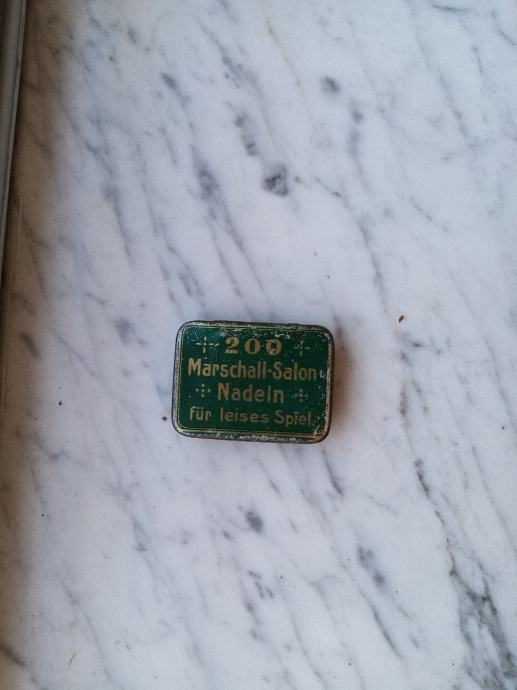 200
Marschall-Salon
Nadeln
für leises Spiel.